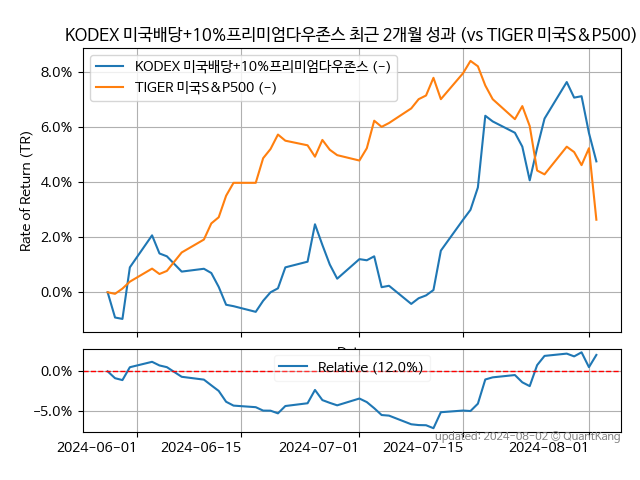 KODEX 미국배당+10%프리미엄다우존스 최근 2개월 성과 (vs TIGER 미국S&P500)
KODEX 미국배당+10%프리미엄다우존스 (-)
TIGER 미국S&P500 (-)
Rate of Return (TR)
8.0%
6.0%
4.0%
2.0%
0.0%
Relative (12.0%)
0.0%
−5.0%
updated: 2024-08-02 © QuantKang
2024−06−01
2024−06−15
2024−07−01
2024−07−15
2024−08−01